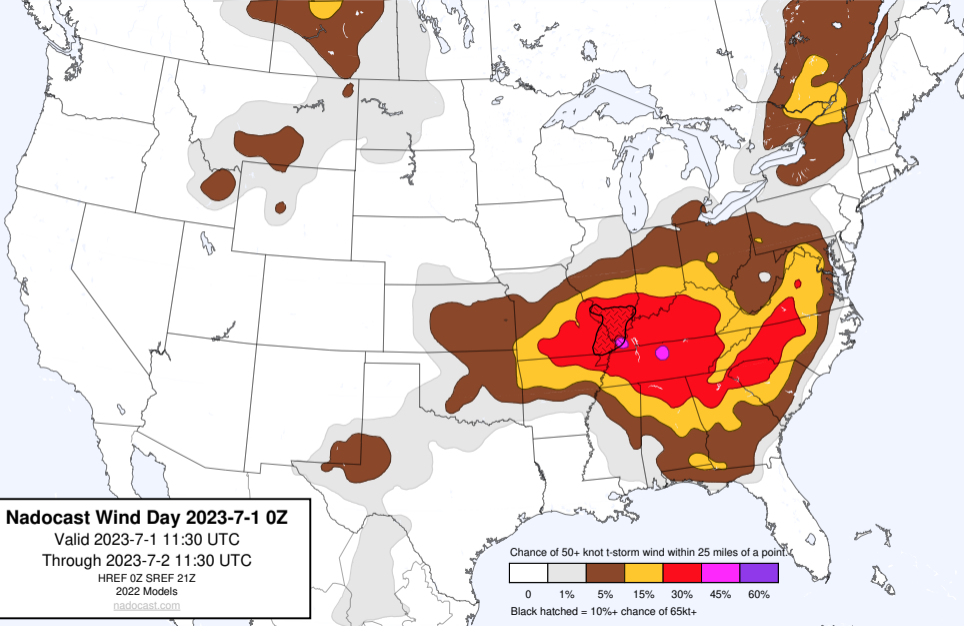 Nadocast Wind Day 2023-7-1 0Z
Valid 2023-7-1 11:30 UTC
Through 2023-7-2 11:30 UTC
HREF 0Z SREF 21Z
2022 Models
nadocast.com
Chance of 50+ knot t-storm wind within 25 miles of a point.
0 1% 5% 15% 30% 45% 60%
Black hatched = 10%+ chance of 65kt+